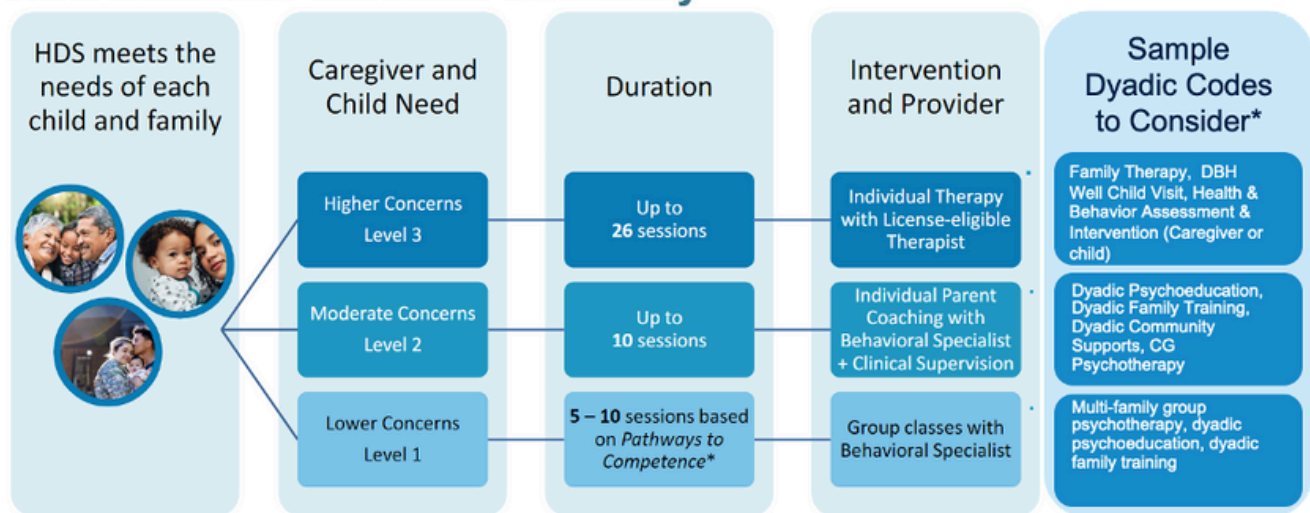 HDS meets the
needs of each
child and family
Caregiver and
Child Need
Duration
Intervention
and Provider
Sample
Dyadic Codes
to Consider*
Higher Concerns
Level 3
Up to
26 sessions
Individual Therapy
with License-eligible
Therapist
Family Therapy, DBH
Well Child Visit, Health &
Behavior Assessment &
Intervention (Caregiver or
child)
Moderate Concerns
Level 2
Up to
10 sessions
Individual Parent
Coaching with
Behavioral Specialist
+ Clinical Supervision
Dyadic Psychoeducation,
Dyadic Family Training,
Dyadic Community
Supports, CG
Psychotherapy
Lower Concerns
Level 1
5 – 10 sessions based
on Pathways to
Competence*
Group classes with
Behavioral Specialist
Multi-family group
psychotherapy, dyadic
psychoeducation, dyadic
family training